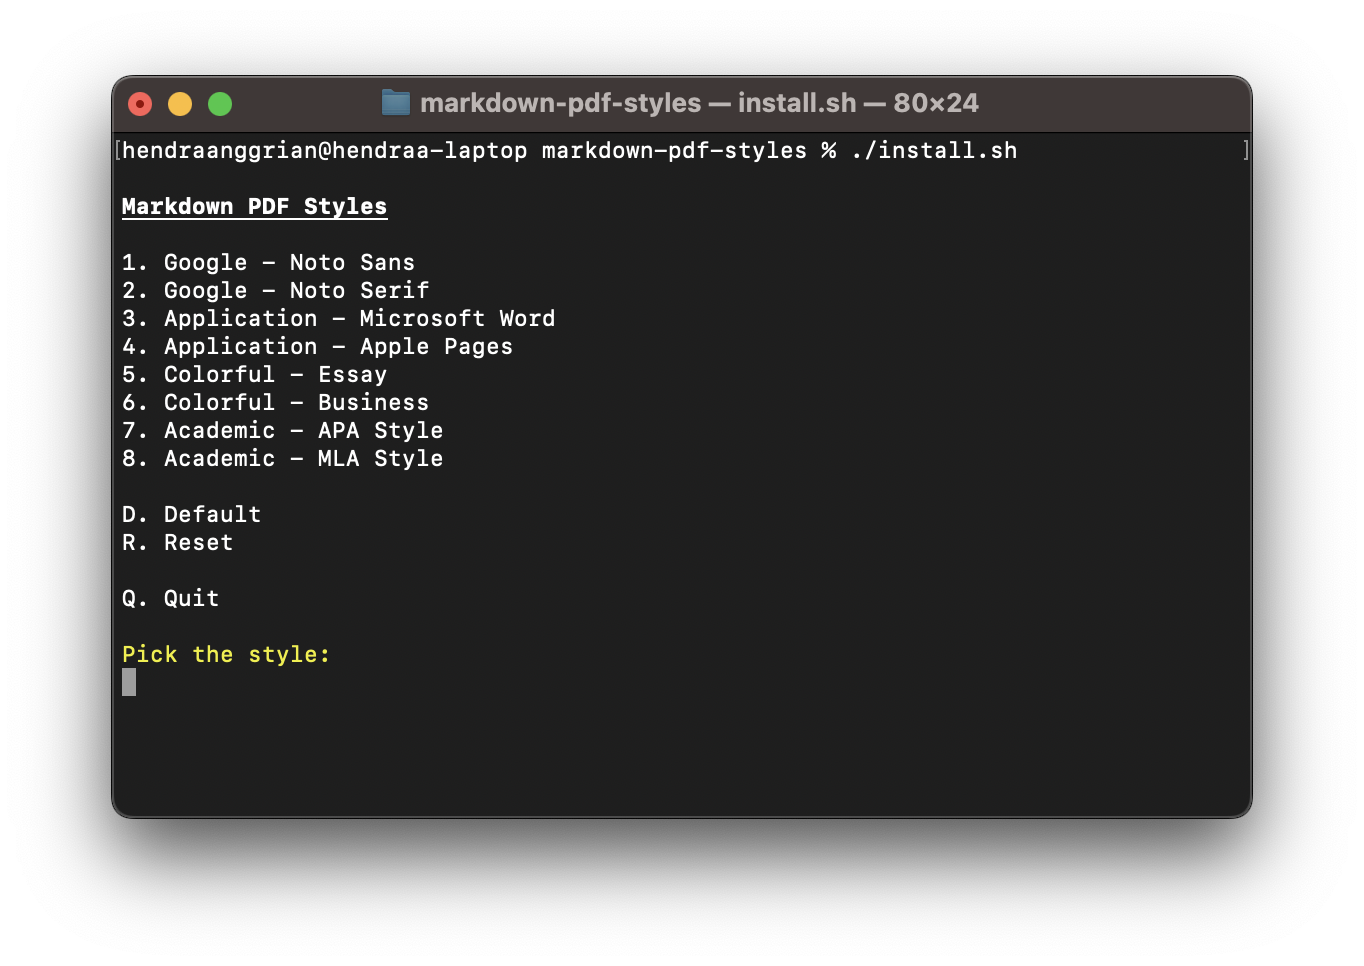 markdown-pdf-styles — install.sh — 80×24
[hendraanggrian@hendraa-laptop markdown-pdf-styles % ./install.sh ]
Markdown PDF Styles
1. Google - Noto Sans
2. Google - Noto Serif
3. Application - Microsoft Word
4. Application - Apple Pages
5. Colorful - Essay
6. Colorful - Business
7. Academic - APA Style
8. Academic - MLA Style
D. Default
R. Reset
Q. Quit
Pick the style: